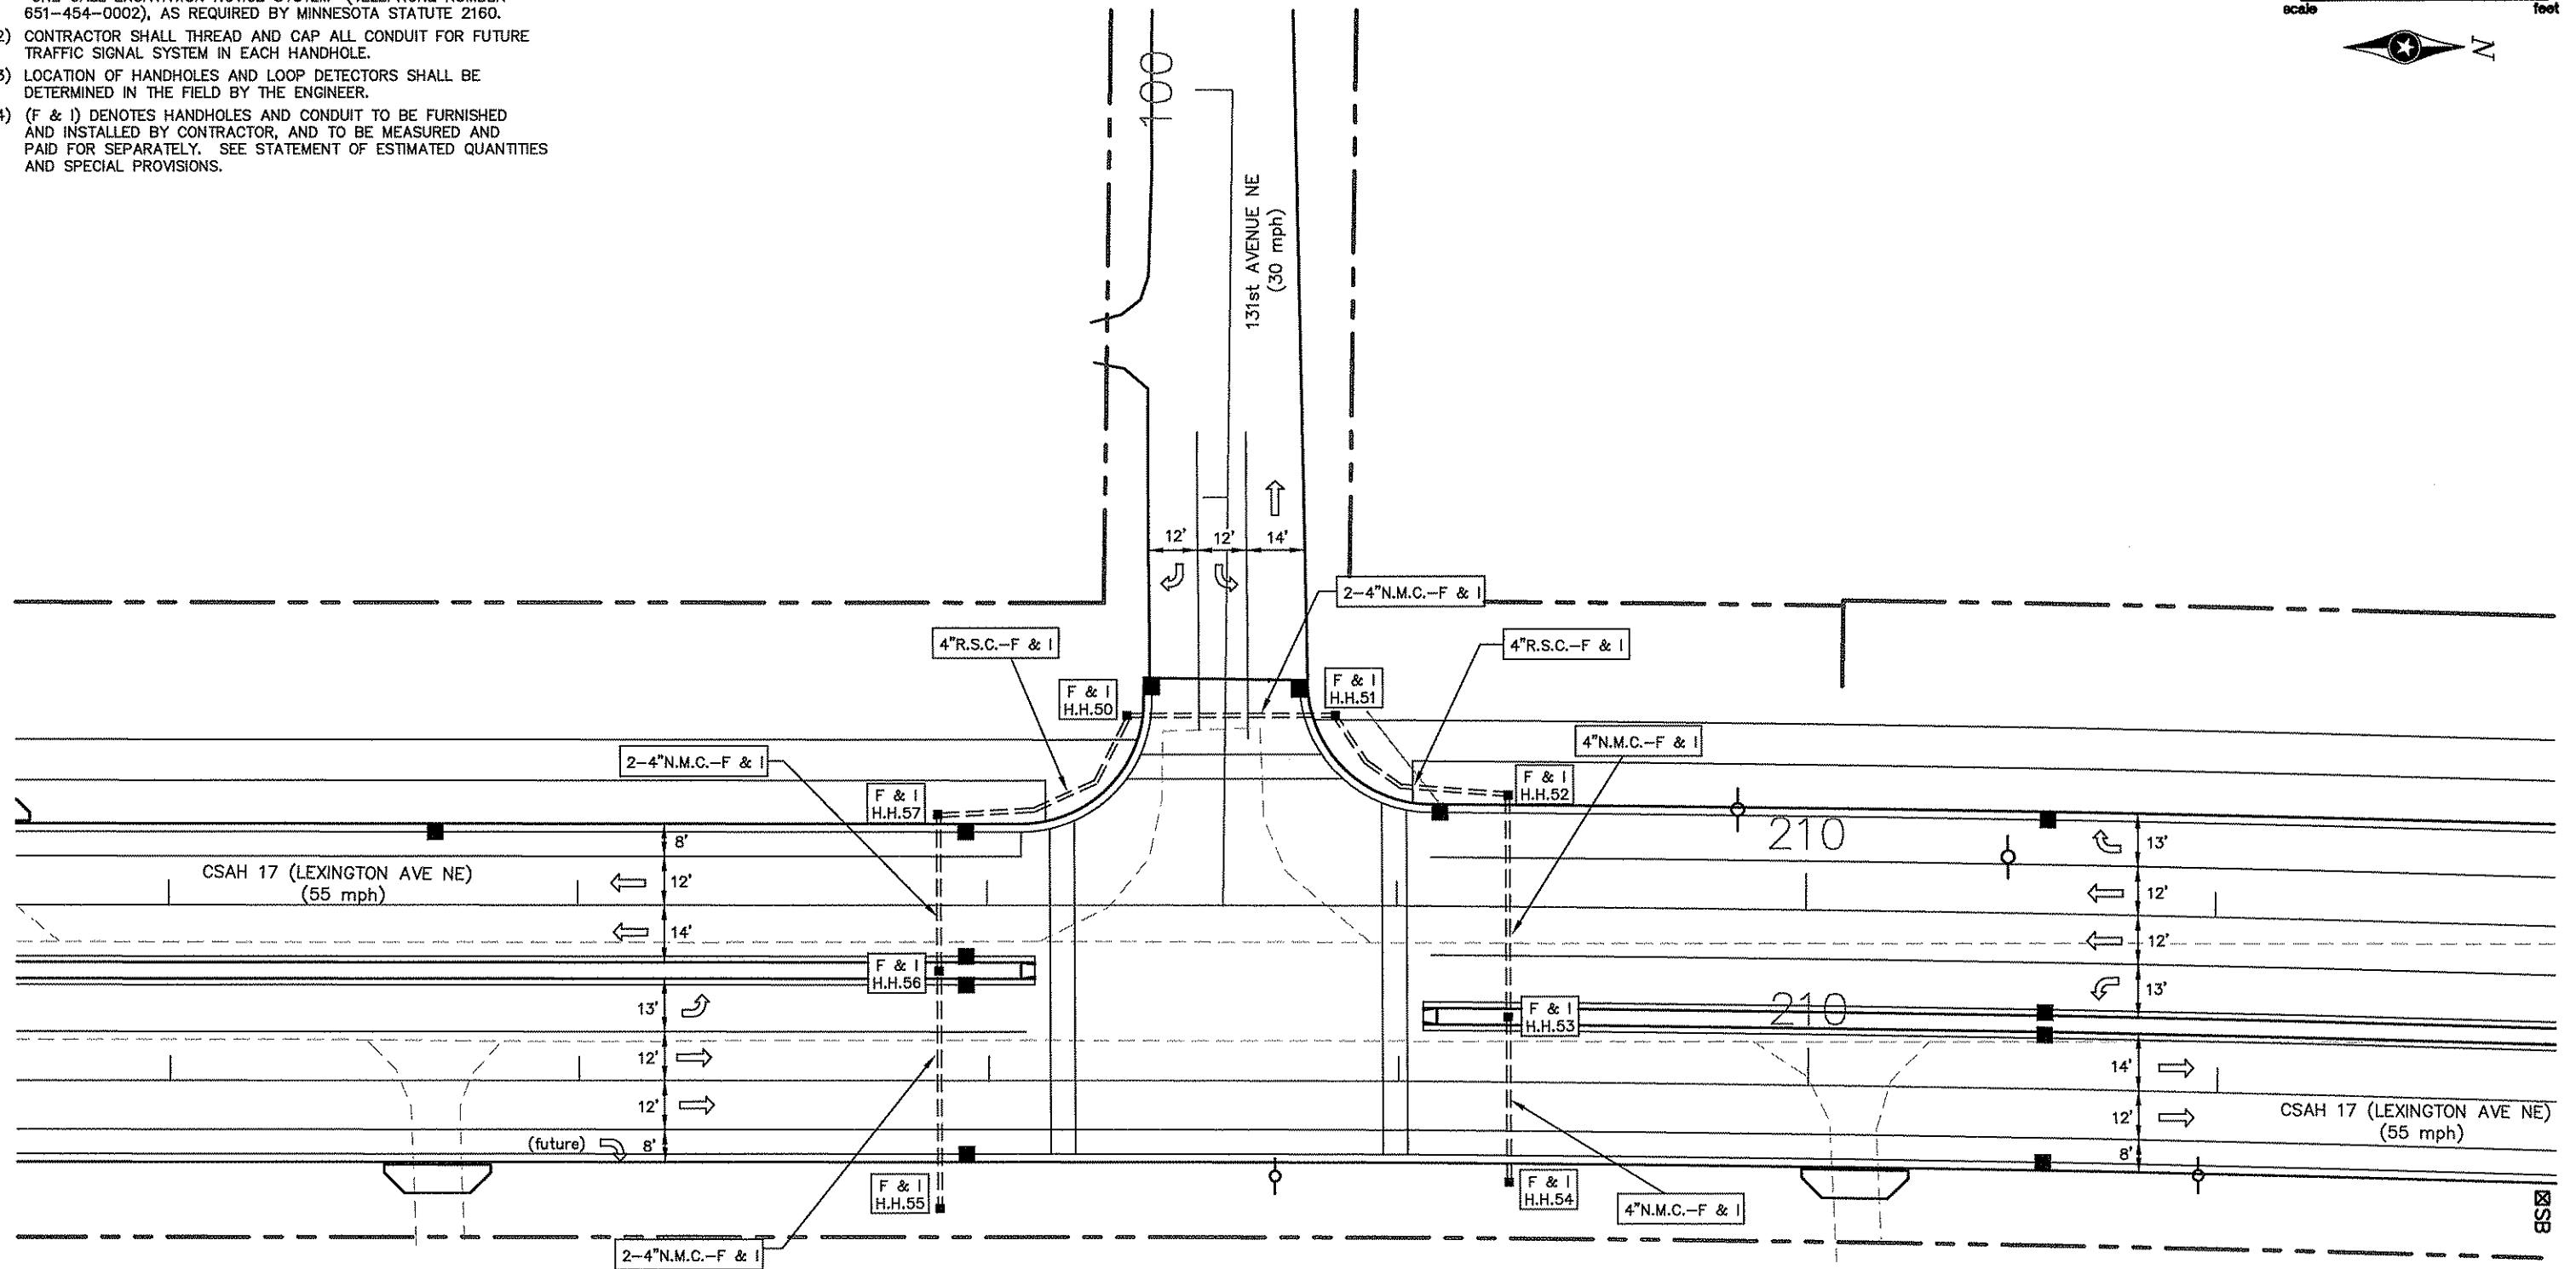 651-454-0002), AS REQUIRED BY MINNESOTA STATUTE 216D.
2) CONTRACTOR SHALL THREAD AND CAP ALL CONDUIT FOR FUTURE
TRAFFIC SIGNAL SYSTEM IN EACH HANDHOLE.
3) LOCATION OF HANDHOLES AND LOOP DETECTORS SHALL BE
DETERMINED IN THE FIELD BY THE ENGINEER.
4) (F & I) DENOTES HANDHOLES AND CONDUIT TO BE FURNISHED
AND INSTALLED BY CONTRACTOR, AND TO BE MEASURED AND
PAID FOR SEPARATELY. SEE STATEMENT OF ESTIMATED QUANTITIES
AND SPECIAL PROVISIONS.
scale feet
N
100
131st AVENUE NE
(30 mph)
12' 12' 14'
2-4"N.M.C.-F & I
4"R.S.C.-F & I
4"R.S.C.-F & I
F & I
H.H.50
F & I
H.H.51
2-4"N.M.C.-F & I
4"N.M.C.-F & I
F & I
H.H.57
F & I
H.H.52
210
8'
13'
CSAH 17 (LEXINGTON AVE NE)
(55 mph)
12'
12'
14'
12'
F & I
H.H.56
13'
13'
F & I
H.H.53
210
12'
14'
12'
12'
CSAH 17 (LEXINGTON AVE NE)
(55 mph)
(future)
8'
8'
F & I
H.H.55
F & I
H.H.54
4"N.M.C.-F & I
SB
2-4"N.M.C.-F & I